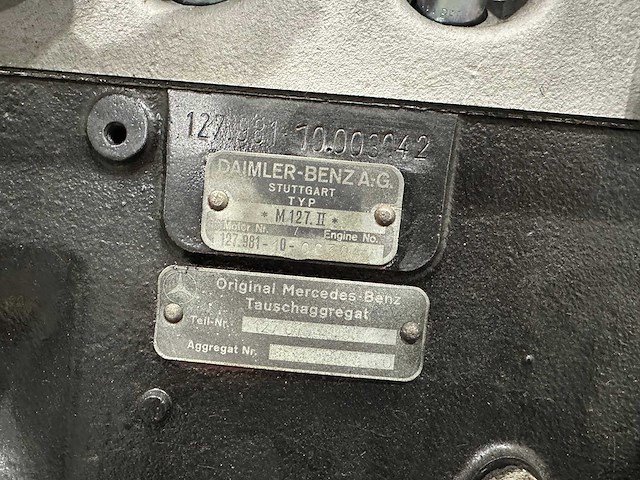 127.981 10.003042
DAIMLER-BENZ A.G.
STUTTGART
TYP
* M 127. II *
Motor Nr. / Engine No.
127.981-10-
Original Mercedes-Benz
Tauschaggregat
Teil-Nr.
Aggregat Nr.